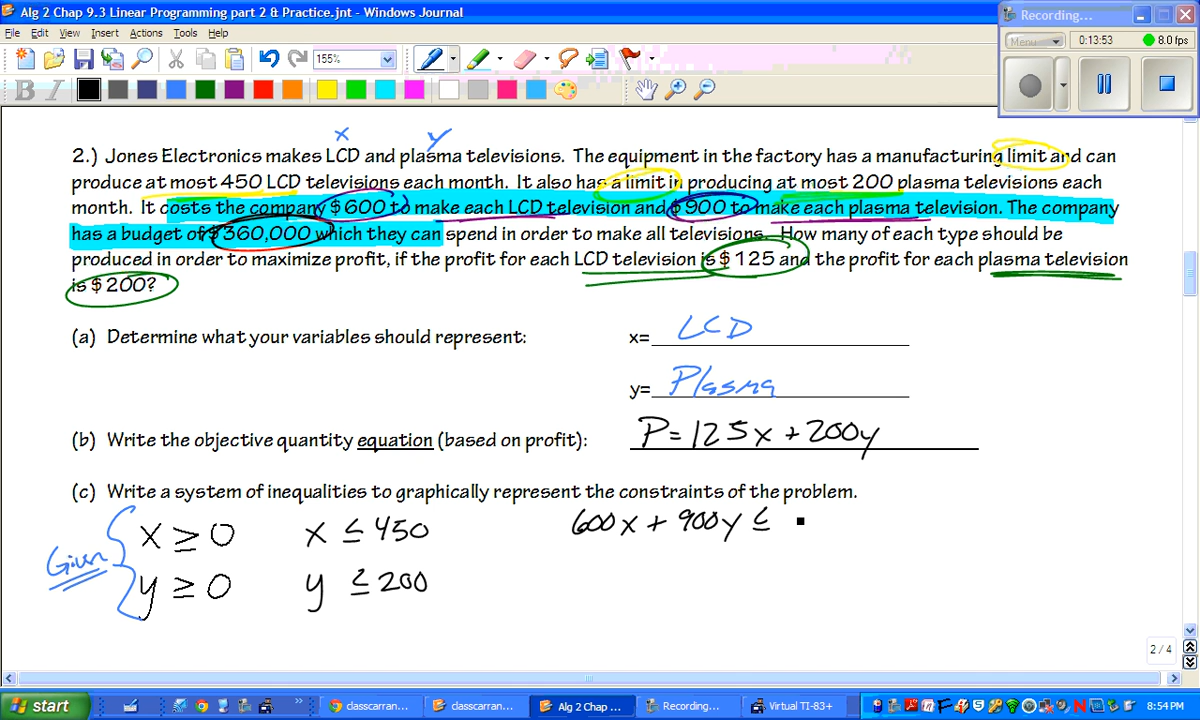 Alg 2 Chap 9.3 Linear Programming part 2 & Practice.jnt - Windows Journal
File Edit View Insert Actions Tools Help
155%
B I
Recording...
Menu 0:13:53 8.0 fps
x y
2.) Jones Electronics makes LCD and plasma televisions. The equipment in the factory has a manufacturing limit and can
produce at most 450 LCD televisions each month. It also has a limit in producing at most 200 plasma televisions each
month. It costs the company $600 to make each LCD television and $900 to make each plasma television. The company
has a budget of $360,000 which they can spend in order to make all televisions. How many of each type should be
produced in order to maximize profit, if the profit for each LCD television is $125 and the profit for each plasma television
is $200?
(a) Determine what your variables should represent: x= LCD
y= Plasma
(b) Write the objective quantity equation (based on profit): P = 125x + 200y
(c) Write a system of inequalities to graphically represent the constraints of the problem.
Given x ≥ 0 x ≤ 450 600x + 900y ≤
y ≥ 0 y ≤ 200
2 / 4
start classcarran... classcarran... Alg 2 Chap ... Recording... Virtual TI-83+ 8:54 PM